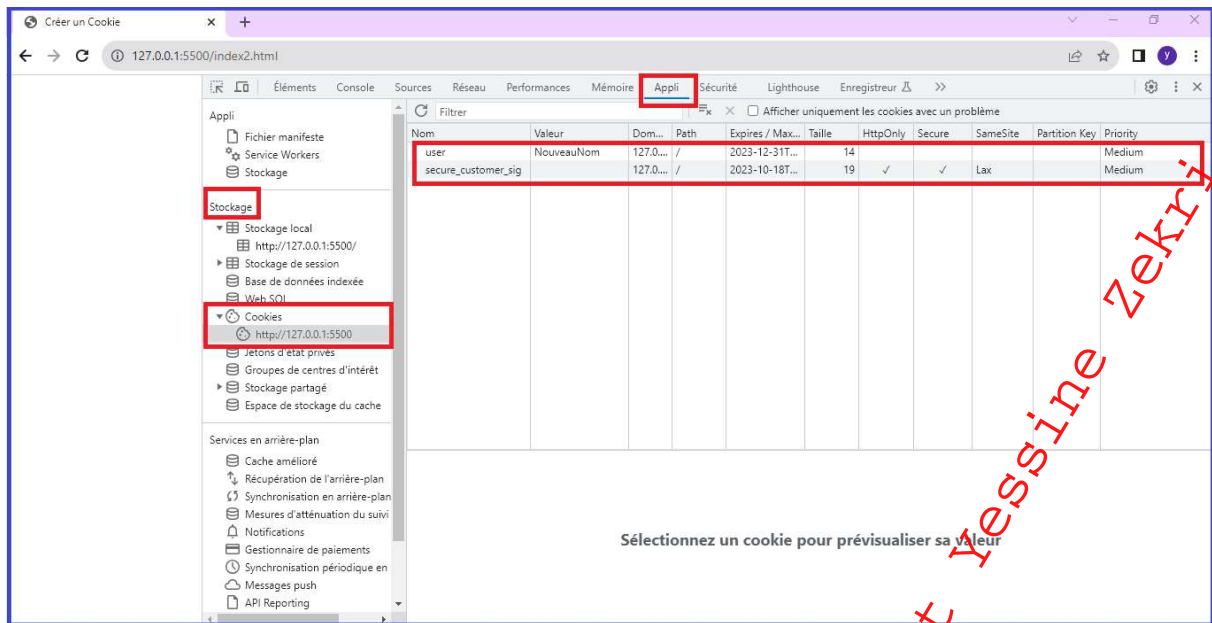 Créer un Cookie
127.0.0.1:5500/index2.html
Éléments Console Sources Réseau Performances Mémoire Appli Sécurité Lighthouse Enregistreur
Appli
Fichier manifeste
Service Workers
Stockage
Stockage
Stockage local
http://127.0.0.1:5500/
Stockage de session
Base de données indexée
Web SQL
Cookies
http://127.0.0.1:5500
Jetons d'état privés
Groupes de centres d'intérêt
Stockage partagé
Espace de stockage du cache
Services en arrière-plan
Cache amélioré
Récupération de l'arrière-plan
Synchronisation en arrière-plan
Mesures d'atténuation du suivi
Notifications
Gestionnaire de paiements
Synchronisation périodique en
Messages push
API Reporting
Filtrer Afficher uniquement les cookies avec un problème
Nom Valeur Dom... Path Expires / Max... Taille HttpOnly Secure SameSite Partition Key Priority
user NouveauNom 127.0.... / 2023-12-31T... 14 Medium
secure_customer_sig 127.0.... / 2023-10-18T... 19 ✓ ✓ Lax Medium
Sélectionnez un cookie pour prévisualiser sa valeur
y
t Yessine Zekri